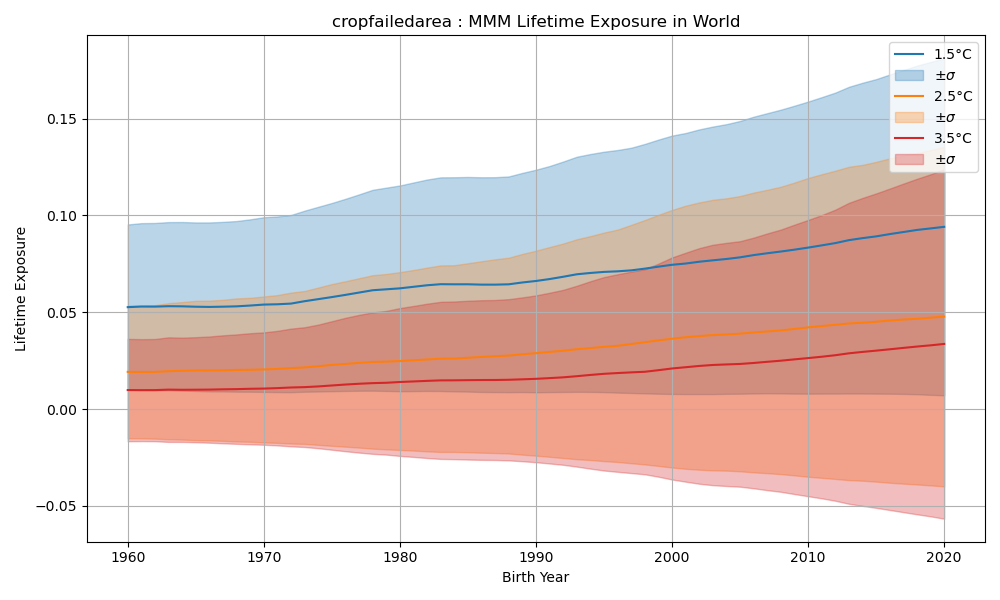 cropfailedarea : MMM Lifetime Exposure in World
1.5°C
±σ
2.5°C
±σ
3.5°C
±σ
Lifetime Exposure
0.15
0.10
0.05
0.00
−0.05
1960 1970 1980 1990 2000 2010 2020
Birth Year